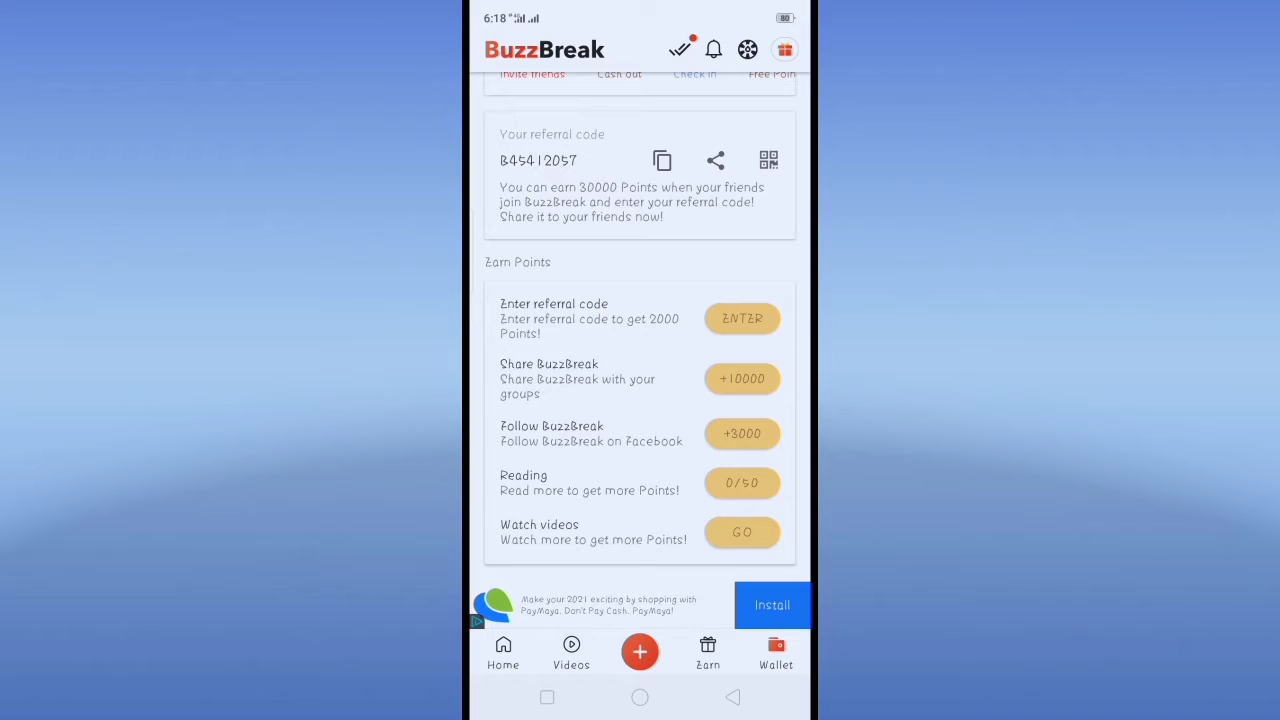 6:18
80
BuzzBreak
Invite friends Cash out Check in Free Poin
Your referral code
B45412057
You can earn 30000 Points when your friends
join BuzzBreak and enter your referral code!
Share it to your friends now!
Earn Points
Enter referral code
Enter referral code to get 2000
Points!
ENTER
Share BuzzBreak
Share BuzzBreak with your
groups
+10000
Follow BuzzBreak
Follow BuzzBreak on Facebook
+3000
Reading
Read more to get more Points!
0/50
Watch videos
Watch more to get more Points!
GO
Make your 2021 exciting by shopping with
PayMaya. Don't Pay Cash. PayMaya!
Install
Home Videos Earn Wallet